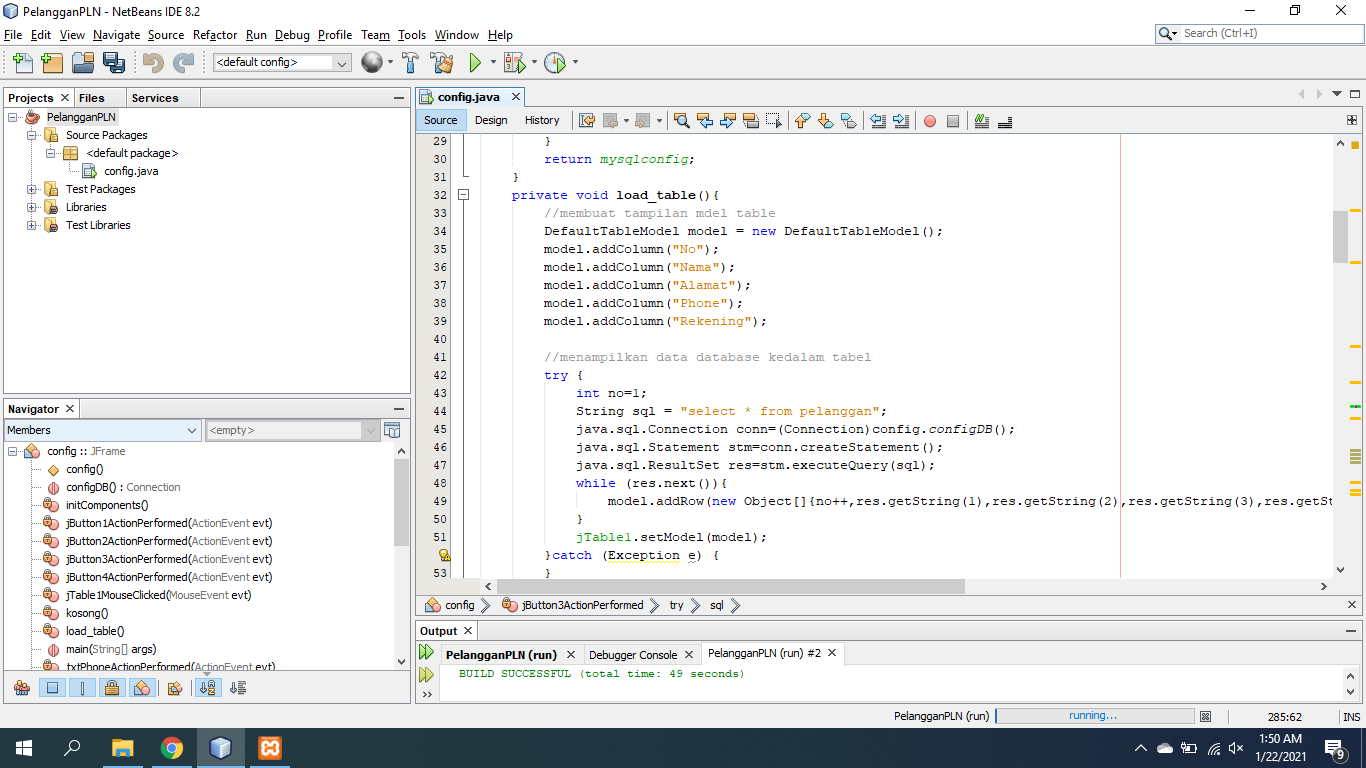 PelangganPLN - NetBeans IDE 8.2
File Edit View Navigate Source Refactor Run Debug Profile Team Tools Window Help
Search (Ctrl+I)
<default config>
Projects Files Services
PelangganPLN
Source Packages
<default package>
config.java
Test Packages
Libraries
Test Libraries
Navigator
Members <empty>
config :: JFrame
config()
configDB() : Connection
initComponents()
jButton1ActionPerformed(ActionEvent evt)
jButton2ActionPerformed(ActionEvent evt)
jButton3ActionPerformed(ActionEvent evt)
jButton4ActionPerformed(ActionEvent evt)
jTable1MouseClicked(MouseEvent evt)
kosong()
load_table()
main(String[] args)
txtPhoneActionPerformed(ActionEvent evt)
config.java
Source Design History
29 }
30 return mysqlconfig;
31 }
32 private void load_table(){
33 //membuat tampilan mdel table
34 DefaultTableModel model = new DefaultTableModel();
35 model.addColumn("No");
36 model.addColumn("Nama");
37 model.addColumn("Alamat");
38 model.addColumn("Phone");
39 model.addColumn("Rekening");
40
41 //menampilkan data database kedalam tabel
42 try {
43 int no=1;
44 String sql = "select * from pelanggan";
45 java.sql.Connection conn=(Connection)config.configDB();
46 java.sql.Statement stm=conn.createStatement();
47 java.sql.ResultSet res=stm.executeQuery(sql);
48 while (res.next()){
49 model.addRow(new Object[]{no++,res.getString(1),res.getString(2),res.getString(3),res.getSt
50 }
51 jTable1.setModel(model);
}catch (Exception e) {
53 }
config jButton3ActionPerformed try sql
Output
PelangganPLN (run) Debugger Console PelangganPLN (run) #2
BUILD SUCCESSFUL (total time: 49 seconds)
PelangganPLN (run) running... 285:62 INS
1:50 AM
1/22/2021
9